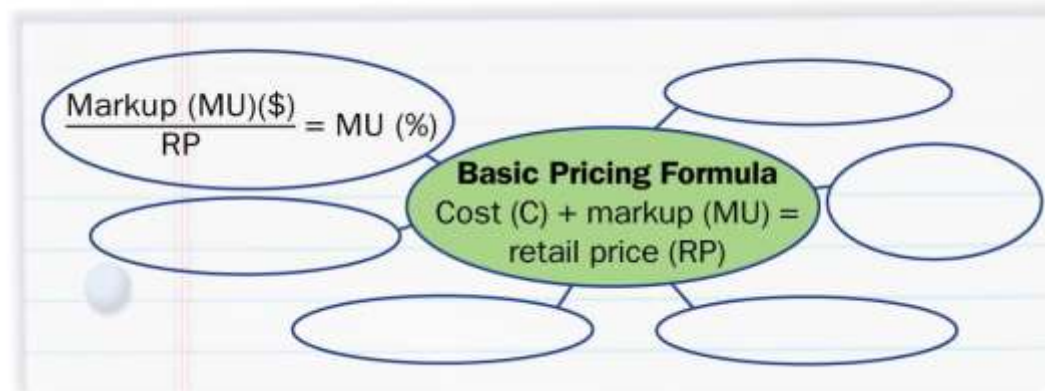 Markup (MU)($)
RP
= MU (%)
Basic Pricing Formula
Cost (C) + markup (MU) =
retail price (RP)